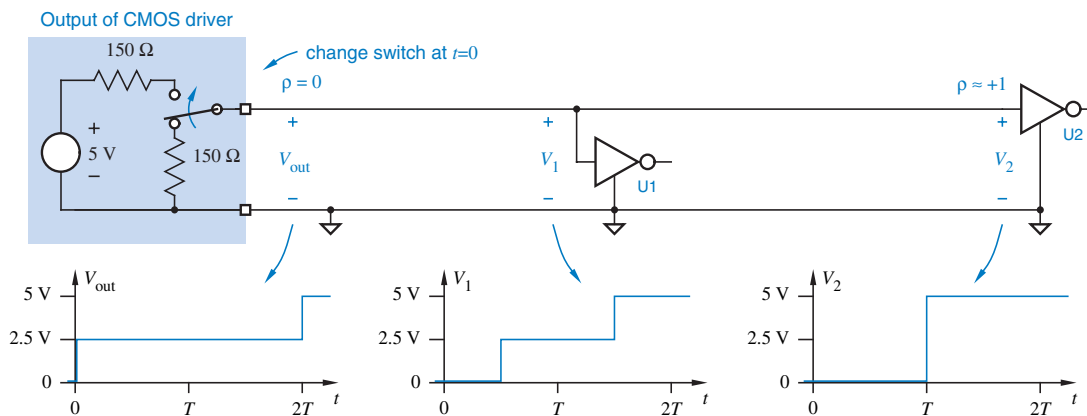 Output of CMOS driver
150 Ω
change switch at t=0
ρ = 0
ρ ≈ +1
+
5 V
−
150 Ω
+
Vout
−
+
V1
−
U1
+
V2
−
U2
Vout
5 V
2.5 V
0
0
T
2T
t
V1
5 V
2.5 V
0
0
T
2T
t
V2
5 V
2.5 V
0
0
T
2T
t